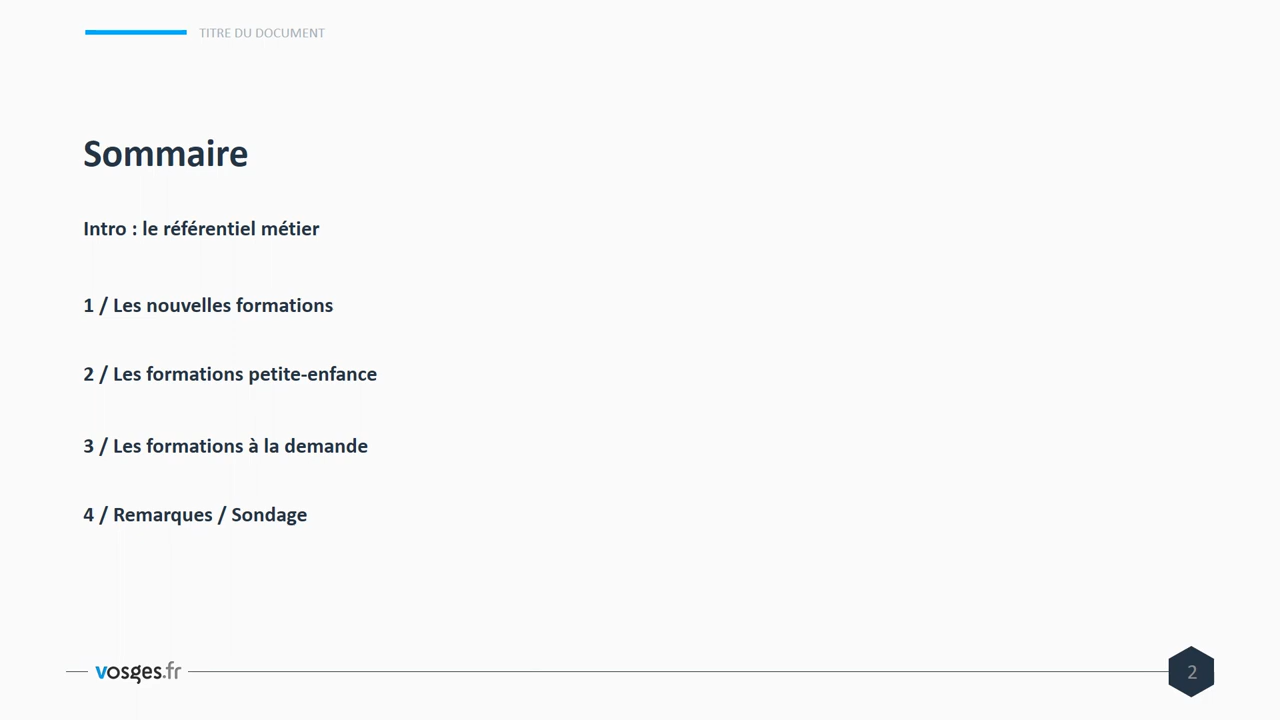 TITRE DU DOCUMENT
Sommaire
Intro : le référentiel métier
1 / Les nouvelles formations
2 / Les formations petite-enfance
3 / Les formations à la demande
4 / Remarques / Sondage
vosges.fr
2